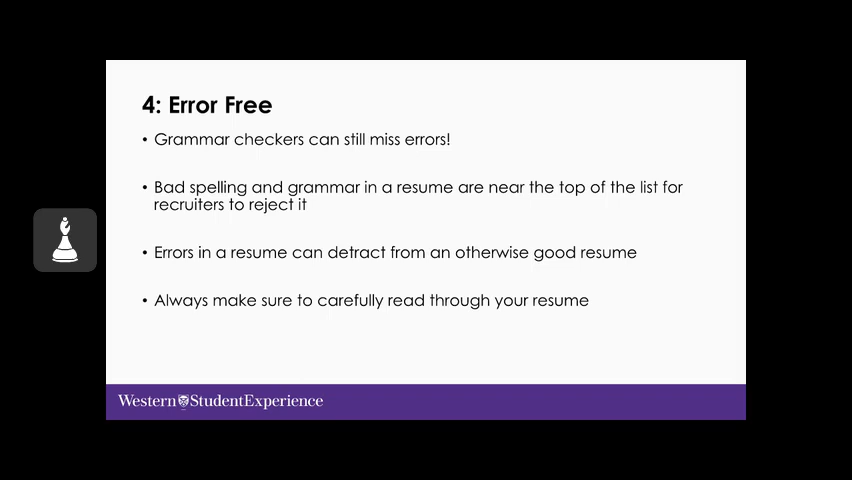 4: Error Free
• Grammar checkers can still miss errors!
• Bad spelling and grammar in a resume are near the top of the list for
recruiters to reject it
• Errors in a resume can detract from an otherwise good resume
• Always make sure to carefully read through your resume
Western StudentExperience